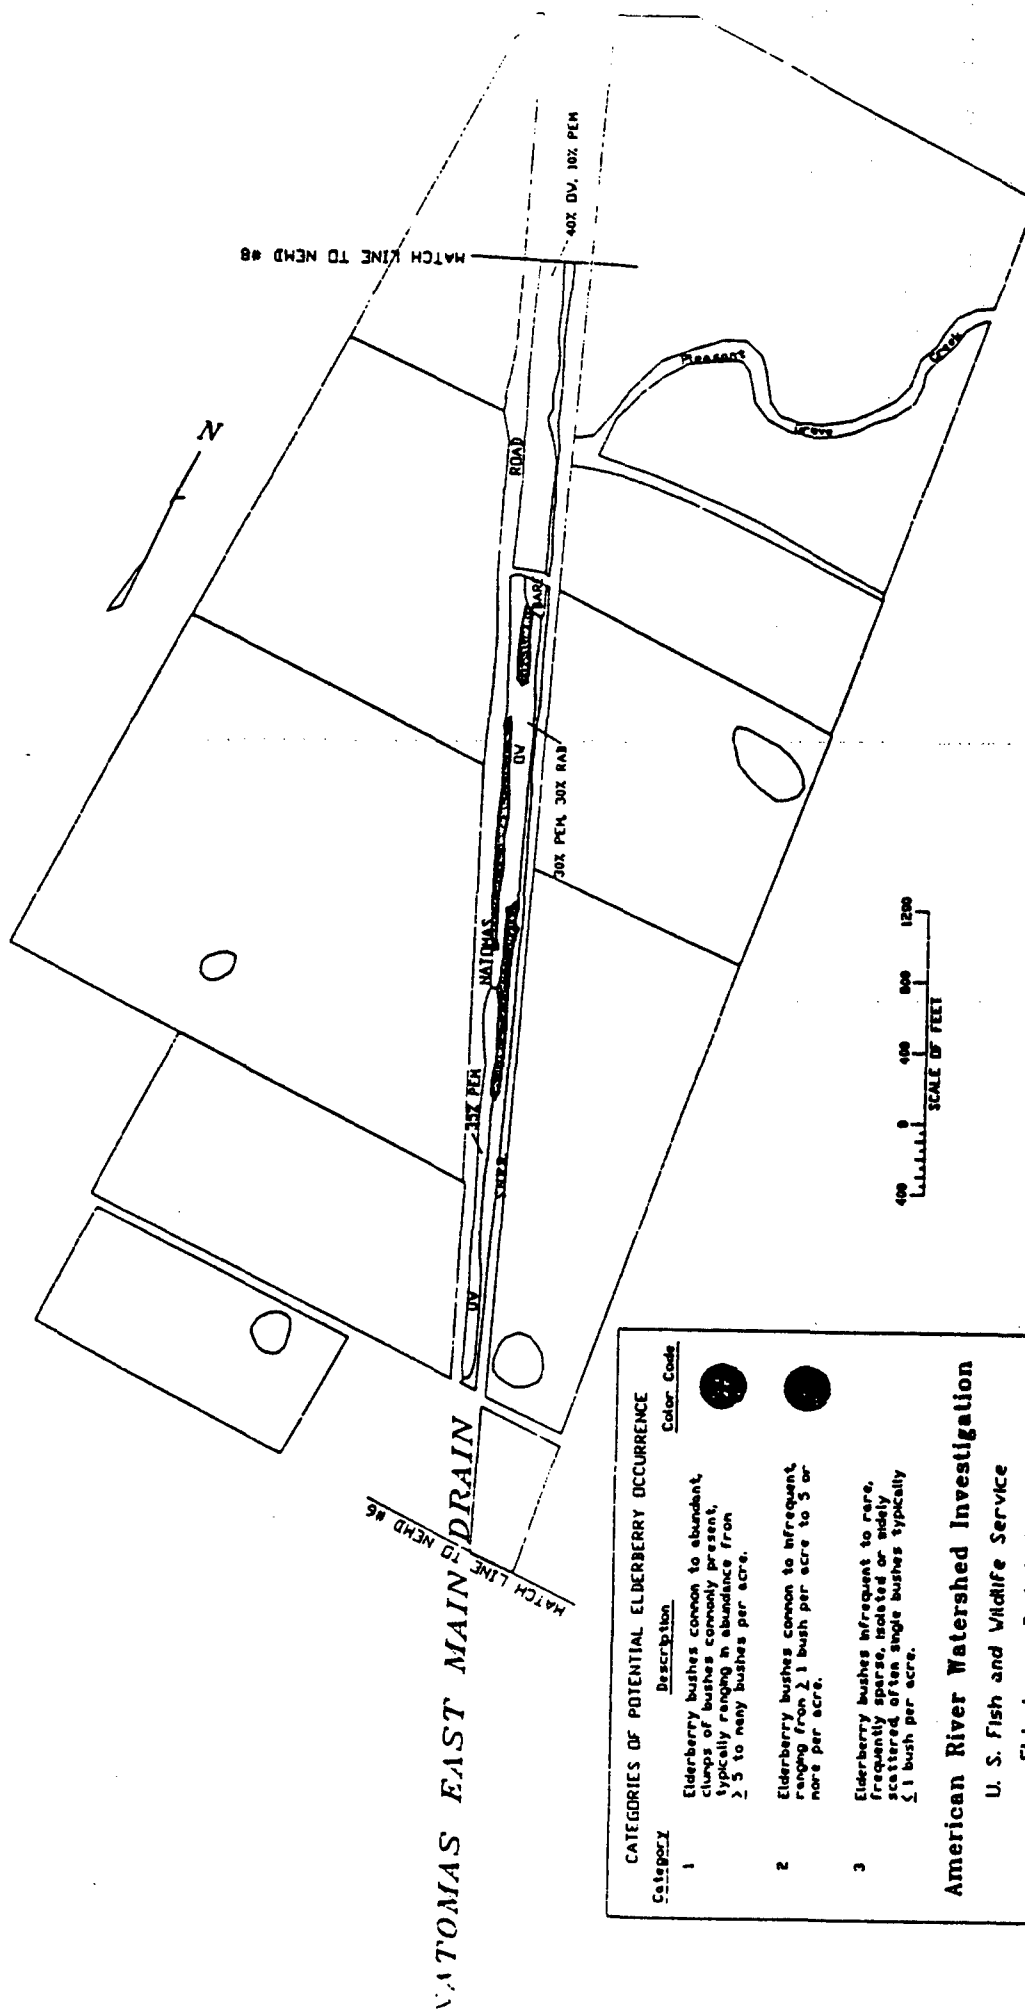 NATOMAS EAST MAIN DRAIN
MATCH LINE TO NEMD #6
MATCH LINE TO NEMD #8
N
40% OV, 10% PEM
ROAD
BARE
OV
30% PEM, 30% RAB
NATOMAS
35% PEM
OV
Pleasant
Grove
Creek
400 0 400 800 1200
SCALE OF FEET
CATEGORIES OF POTENTIAL ELDERBERRY OCCURRENCE
Category Description Color Code
1 Elderberry bushes common to abundant,
clumps of bushes commonly present,
typically ranging in abundance from
≥ 5 to many bushes per acre.
2 Elderberry bushes common to infrequent,
ranging from ≥ 1 bush per acre to 5 or
more per acre.
3 Elderberry bushes infrequent to rare,
frequently sparse, isolated or widely
scattered, often single bushes typically
≤ 1 bush per acre.
American River Watershed Investigation
U. S. Fish and Wildlife Service